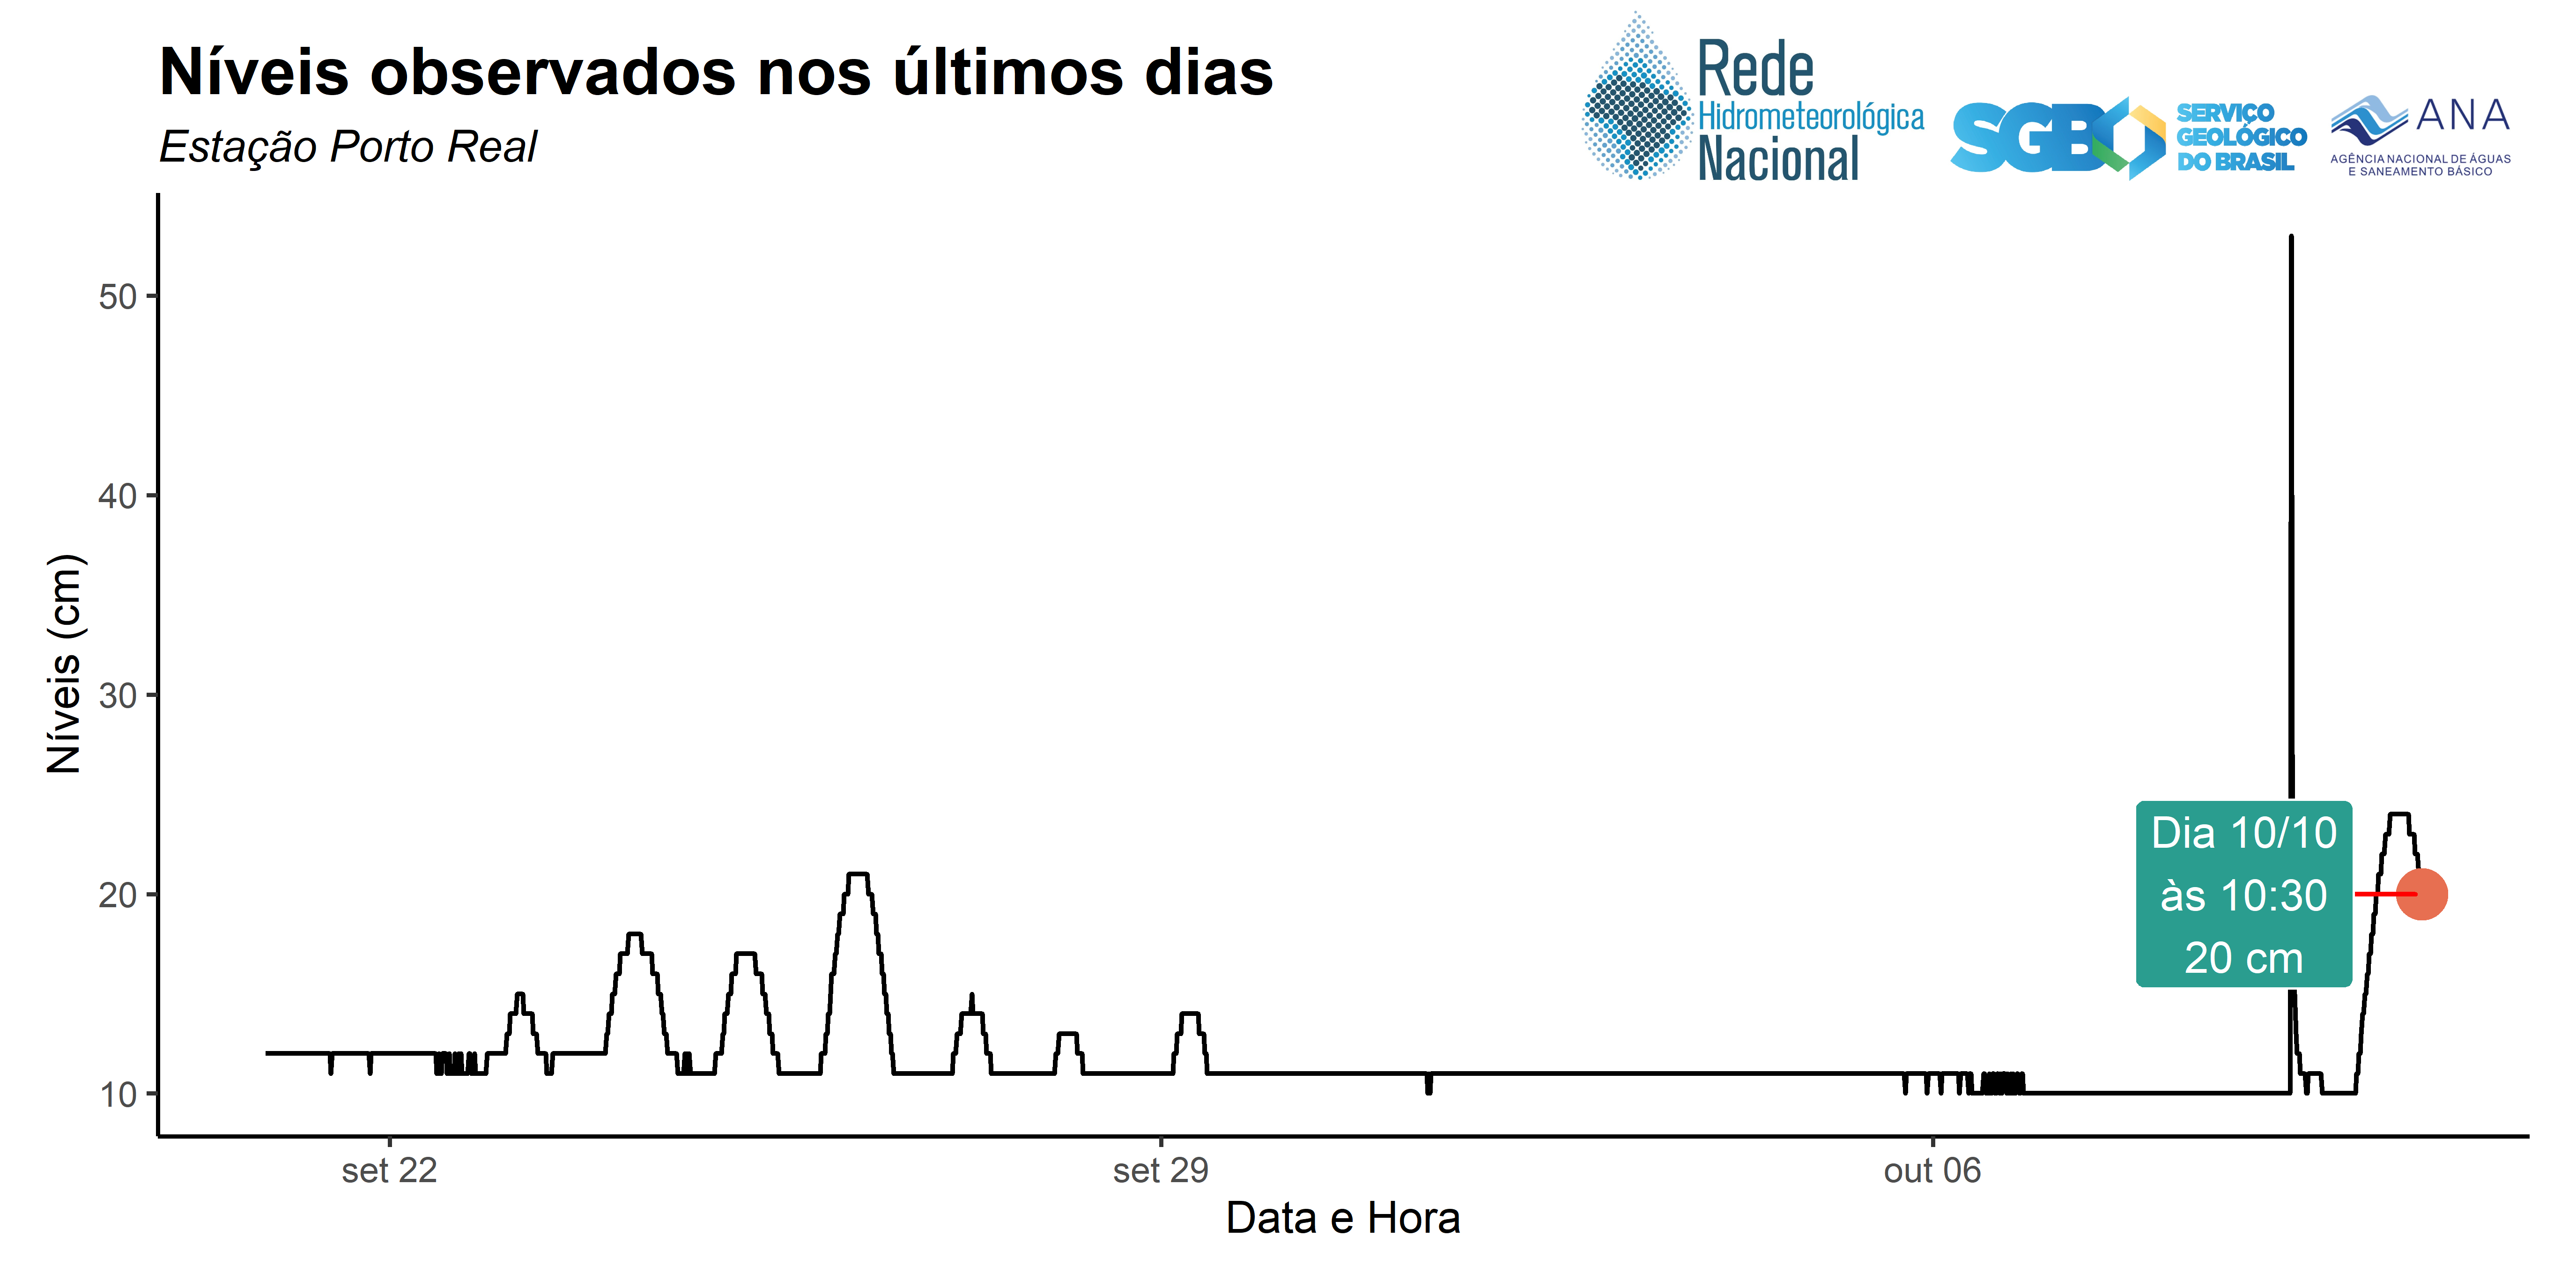 Níveis observados nos últimos dias
Estação Porto Real
Rede
Hidrometeorológica
Nacional
SGB
SERVIÇO
GEOLÓGICO
DO BRASIL
ANA
AGÊNCIA NACIONAL DE ÁGUAS
E SANEAMENTO BÁSICO
Níveis (cm)
50
40
30
20
10
Dia 10/10
às 10:30
20 cm
set 22
set 29
out 06
Data e Hora